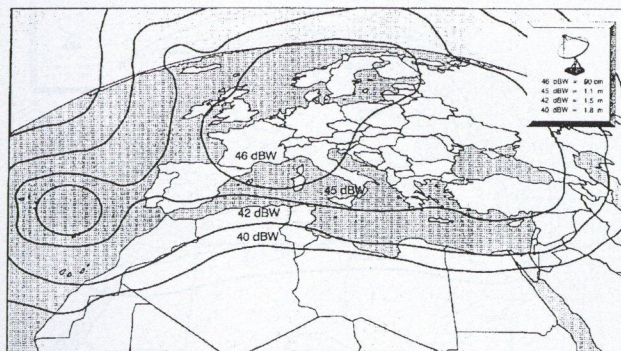 46 dBW = 90 cm
45 dBW = 1.1 m
42 dBW = 1.5 m
40 dBW = 1.8 m
46 dBW
45 dBW
42 dBW
40 dBW